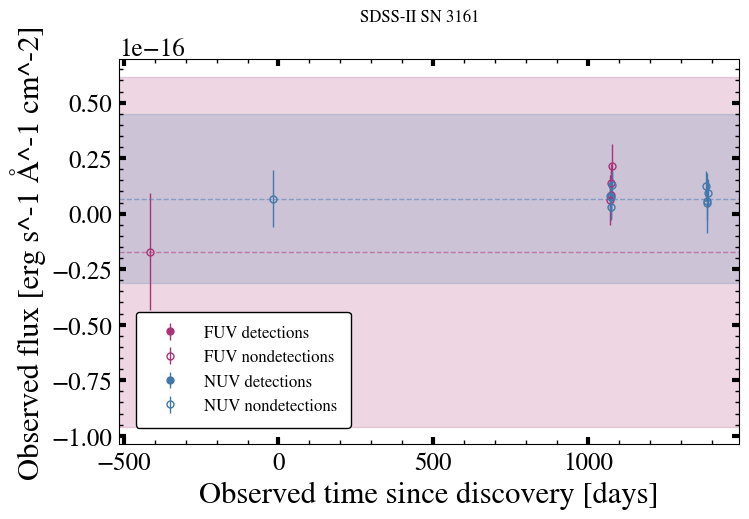 SDSS-II SN 3161
1e−16
0.50
0.25
0.00
−0.25
−0.50
−0.75
−1.00
Observed flux [erg s^-1 Å^-1 cm^-2]
FUV detections
FUV nondetections
NUV detections
NUV nondetections
−500 0 500 1000
Observed time since discovery [days]